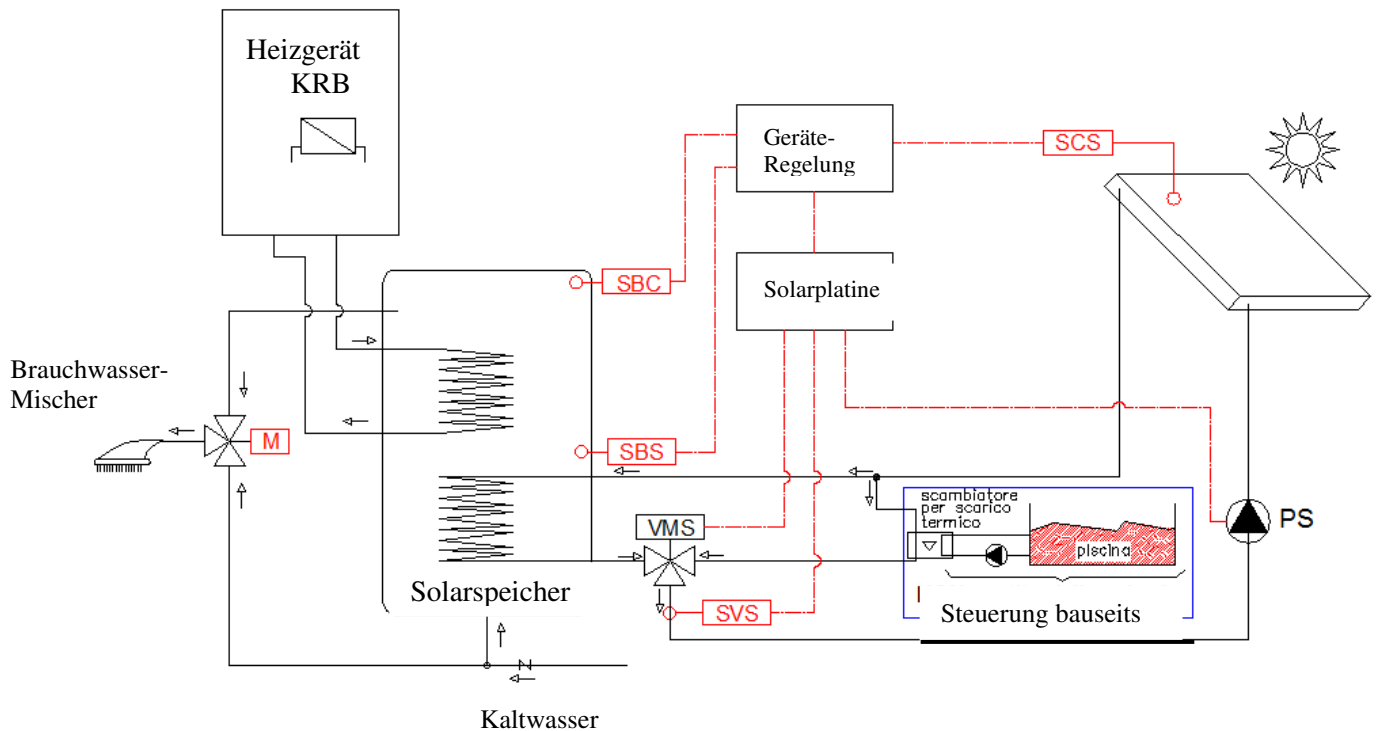 Heizgerät
KRB
Geräte-
Regelung
SCS
SBC
Solarplatine
Brauchwasser-
Mischer
M
SBS
scambiatore
per scarico
termico
VMS
piscina
PS
Solarspeicher
SVS
Steuerung bauseits
Kaltwasser